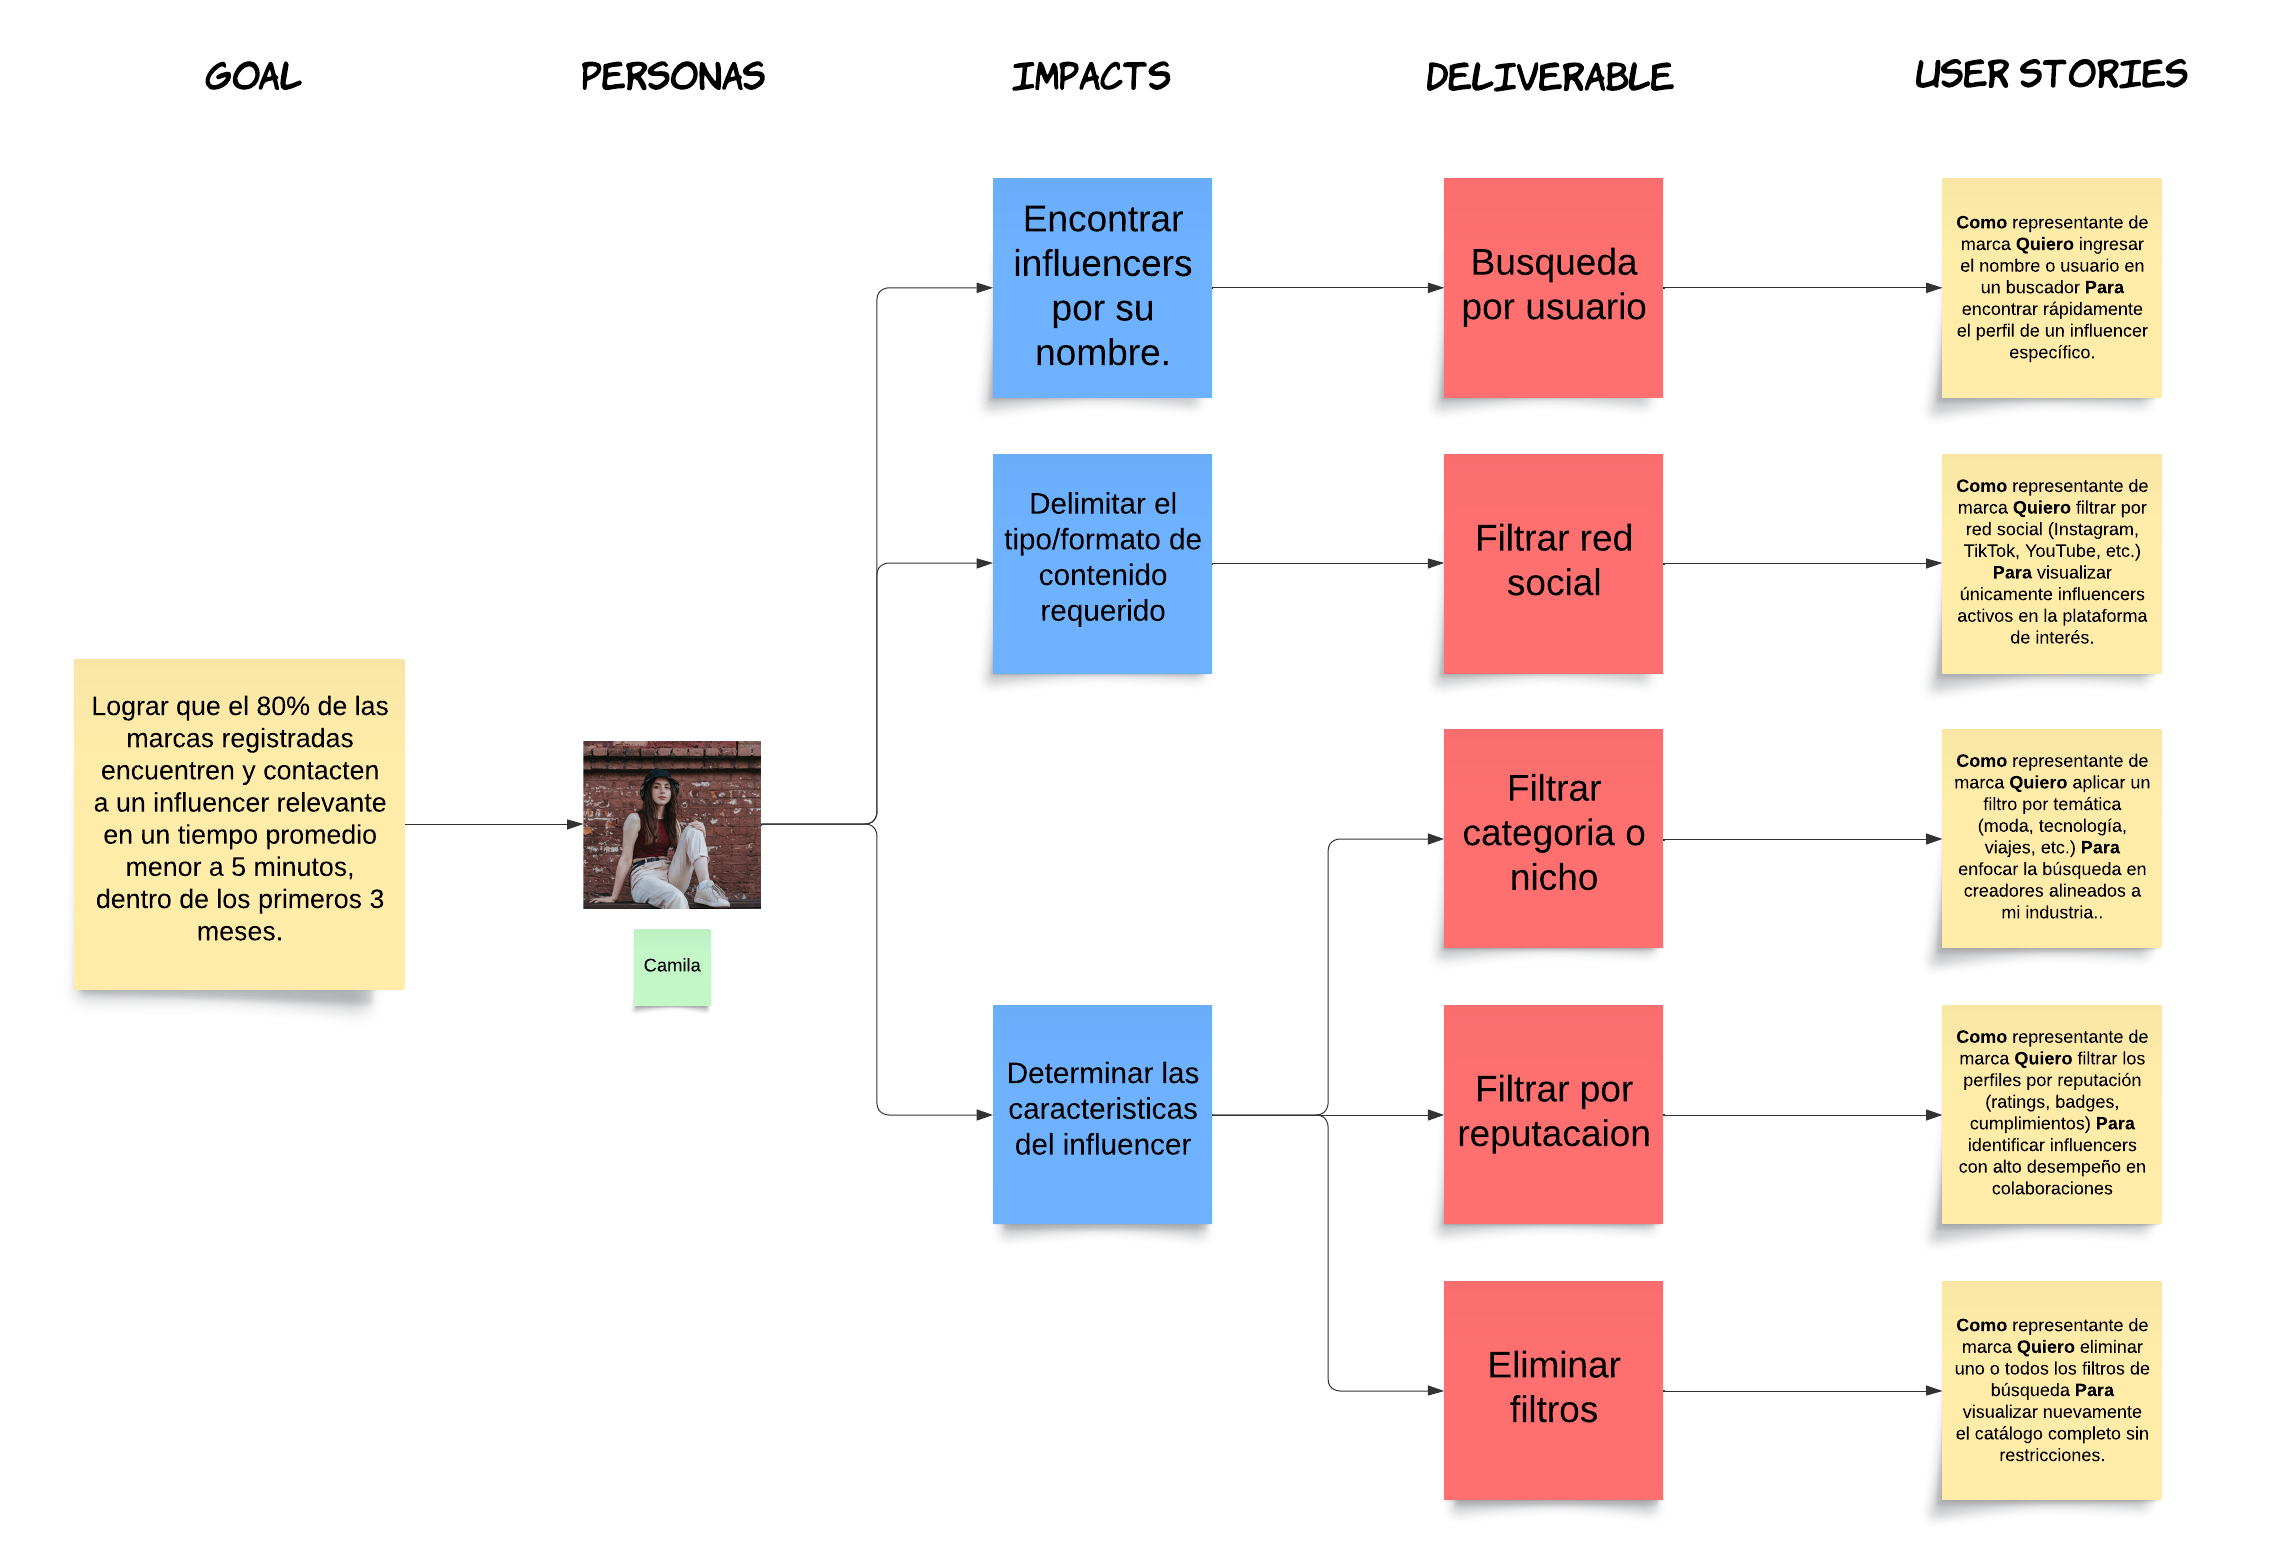 GOAL
PERSONAS
IMPACTS
DELIVERABLE
USER STORIES
Lograr que el 80% de las
marcas registradas
encuentren y contacten
a un influencer relevante
en un tiempo promedio
menor a 5 minutos,
dentro de los primeros 3
meses.
Camila
Encontrar
influencers
por su
nombre.
Busqueda
por usuario
Como representante de
marca Quiero ingresar
el nombre o usuario en
un buscador Para
encontrar rápidamente
el perfil de un influencer
específico.
Delimitar el
tipo/formato de
contenido
requerido
Filtrar red
social
Como representante de
marca Quiero filtrar por
red social (Instagram,
TikTok, YouTube, etc.)
Para visualizar
únicamente influencers
activos en la plataforma
de interés.
Determinar las
caracteristicas
del influencer
Filtrar
categoria o
nicho
Como representante de
marca Quiero aplicar un
filtro por temática
(moda, tecnología,
viajes, etc.) Para
enfocar la búsqueda en
creadores alineados a
mi industria..
Filtrar por
reputacaion
Como representante de
marca Quiero filtrar los
perfiles por reputación
(ratings, badges,
cumplimientos) Para
identificar influencers
con alto desempeño en
colaboraciones
Eliminar
filtros
Como representante de
marca Quiero eliminar
uno o todos los filtros de
búsqueda Para
visualizar nuevamente
el catálogo completo sin
restricciones.